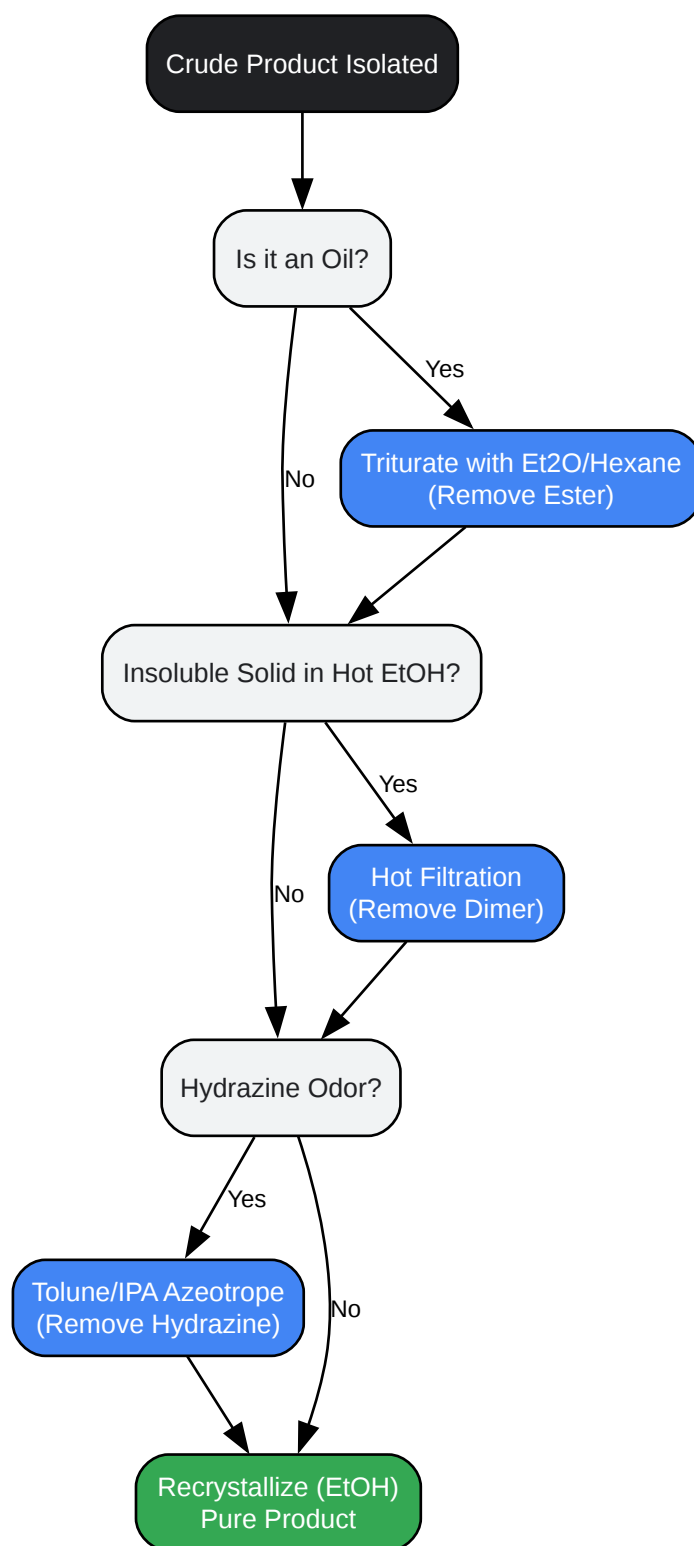 Crude Product Isolated
Is it an Oil?
Yes
Triturate with Et2O/Hexane
(Remove Ester)
No
Insoluble Solid in Hot EtOH?
Yes
Hot Filtration
(Remove Dimer)
No
Hydrazine Odor?
Yes
Tolune/IPA Azeotrope
(Remove Hydrazine)
No
Recrystallize (EtOH)
Pure Product